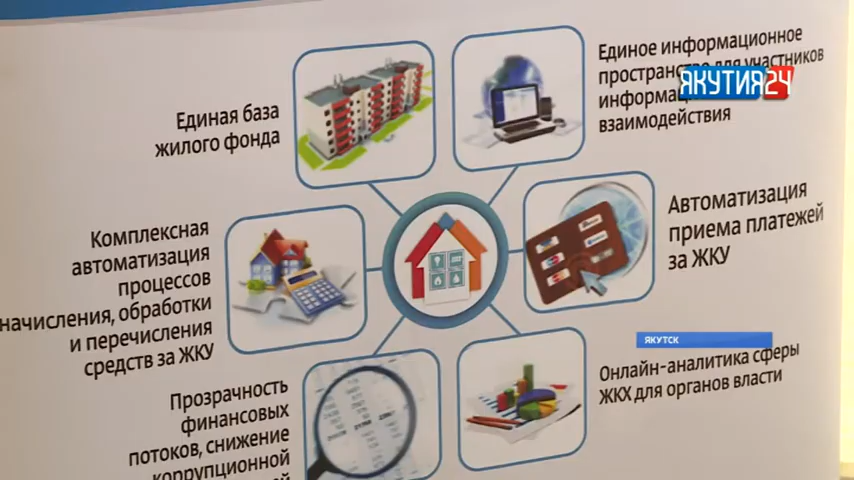 Единая база
жилого фонда
Единое информационное
пространство для участников
взаимодействия
ЯКУТИЯ24
Комплексная
автоматизация
процессов
начисления, обработки
и перечисления
средств за ЖКУ
Автоматизация
приема платежей
за ЖКУ
ЯКУТСК
Онлайн-аналитика сферы
ЖКХ для органов власти
Прозрачность
финансовых
потоков, снижение
коррупционной